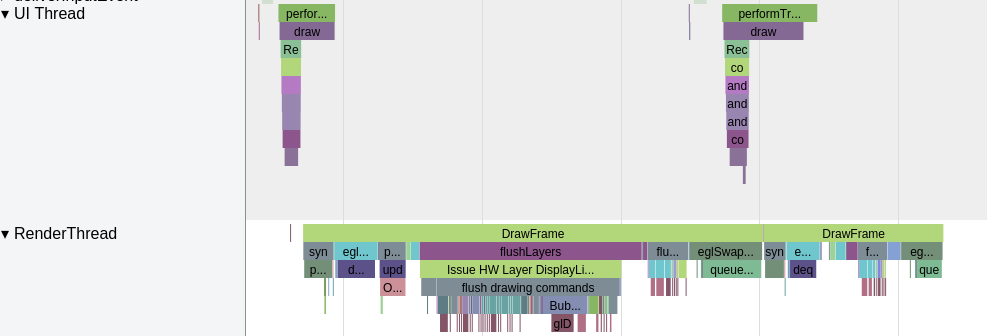 ▾ UI Thread
perfor...
performTr...
draw
draw
Re
Rec
co
and
and
and
co
▾ RenderThread
DrawFrame
DrawFrame
syn
egl...
p...
flushLayers
flu...
eglSwap...
syn
e...
f...
eg...
p...
d...
upd
Issue HW Layer DisplayLi...
queue...
deq
que
O...
flush drawing commands
Bub...
glD